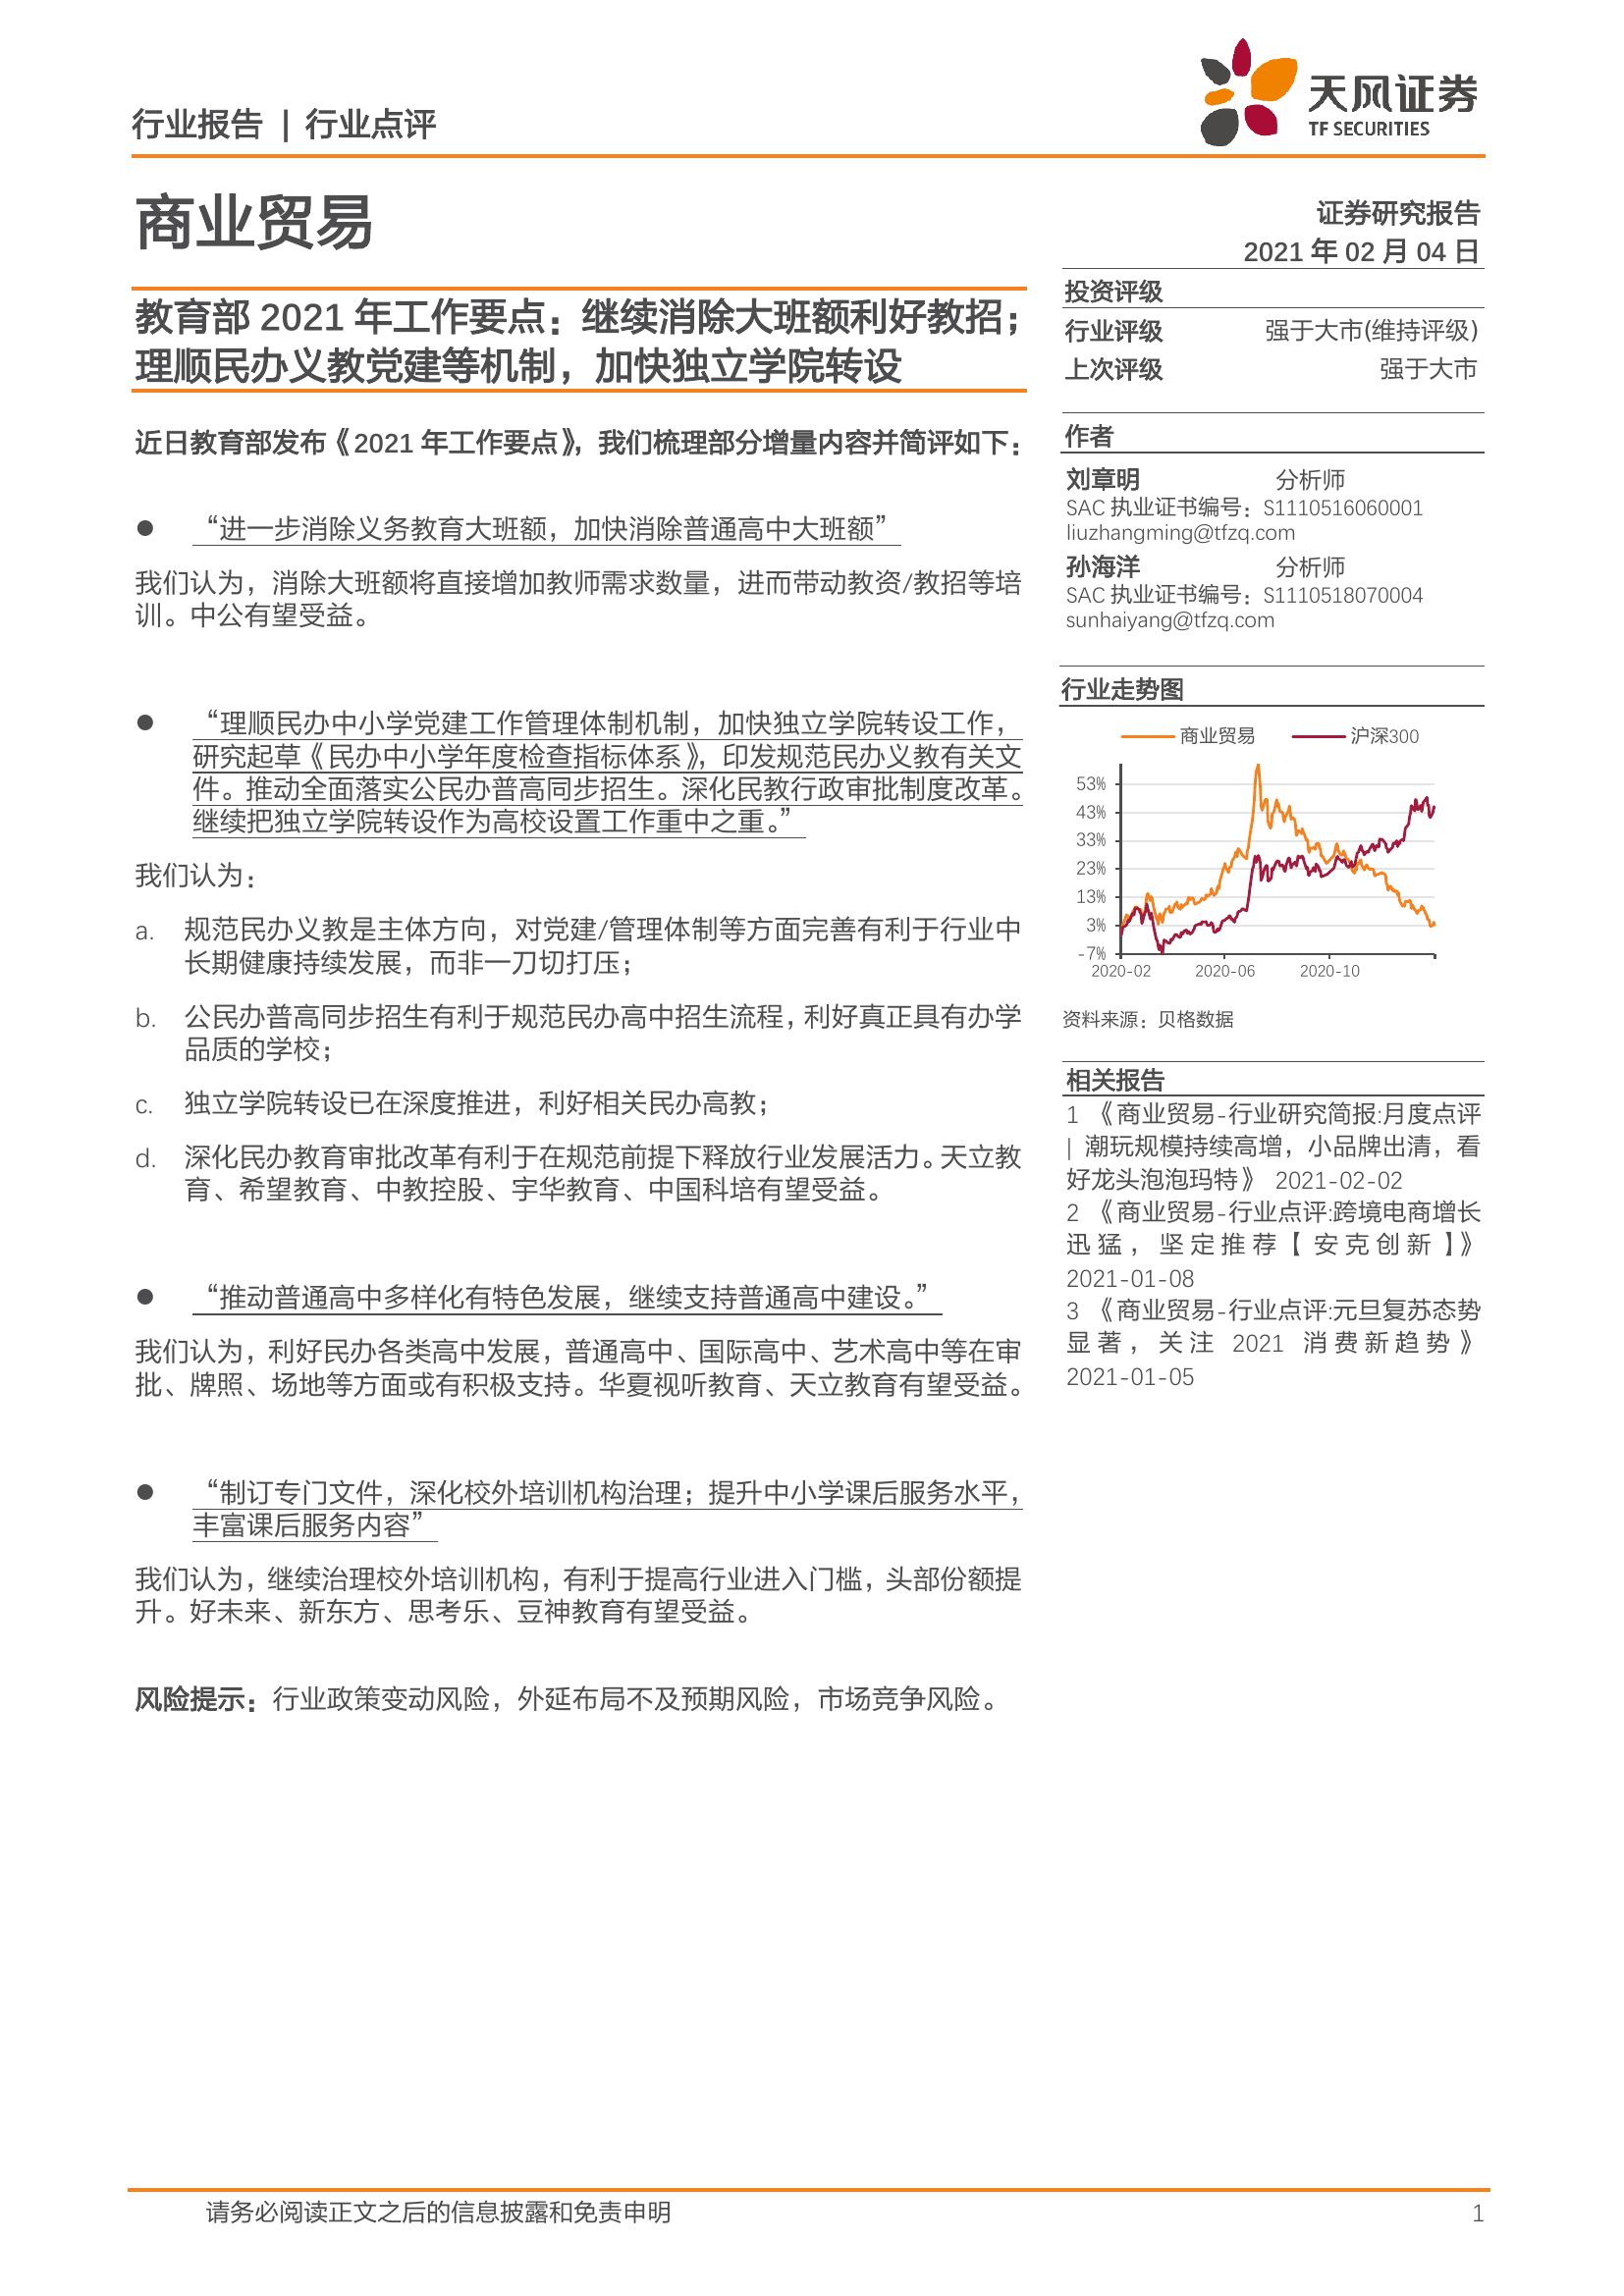 行业报告 | 行业点评
天风证券
TF SECURITIES
商业贸易
证券研究报告
2021 年 02 月 04 日
教育部 2021 年工作要点：继续消除大班额利好教招；
理顺民办义教党建等机制，加快独立学院转设
近日教育部发布《2021 年工作要点》，我们梳理部分增量内容并简评如下：
● “进一步消除义务教育大班额，加快消除普通高中大班额”
我们认为，消除大班额将直接增加教师需求数量，进而带动教资/教招等培
训。中公有望受益。
● “理顺民办中小学党建工作管理体制机制，加快独立学院转设工作，
研究起草《民办中小学年度检查指标体系》，印发规范民办义教有关文
件。推动全面落实公民办普高同步招生。深化民教行政审批制度改革。
继续把独立学院转设作为高校设置工作重中之重。”
我们认为：
a. 规范民办义教是主体方向，对党建/管理体制等方面完善有利于行业中
长期健康持续发展，而非一刀切打压；
b. 公民办普高同步招生有利于规范民办高中招生流程，利好真正具有办学
品质的学校；
c. 独立学院转设已在深度推进，利好相关民办高教；
d. 深化民办教育审批改革有利于在规范前提下释放行业发展活力。天立教
育、希望教育、中教控股、宇华教育、中国科培有望受益。
● “推动普通高中多样化有特色发展，继续支持普通高中建设。”
我们认为，利好民办各类高中发展，普通高中、国际高中、艺术高中等在审
批、牌照、场地等方面或有积极支持。华夏视听教育、天立教育有望受益。
● “制订专门文件，深化校外培训机构治理；提升中小学课后服务水平，
丰富课后服务内容”
我们认为，继续治理校外培训机构，有利于提高行业进入门槛，头部份额提
升。好未来、新东方、思考乐、豆神教育有望受益。
风险提示：行业政策变动风险，外延布局不及预期风险，市场竞争风险。
投资评级
行业评级 强于大市(维持评级)
上次评级 强于大市
作者
刘章明 分析师
SAC 执业证书编号：S1110516060001
liuzhangming@tfzq.com
孙海洋 分析师
SAC 执业证书编号：S1110518070004
sunhaiyang@tfzq.com
行业走势图
商业贸易 沪深300
53%
43%
33%
23%
13%
3%
-7%
2020-02 2020-06 2020-10
资料来源：贝格数据
相关报告
1 《商业贸易-行业研究简报:月度点评
| 潮玩规模持续高增，小品牌出清，看
好龙头泡泡玛特》 2021-02-02
2 《商业贸易-行业点评:跨境电商增长
迅猛，坚定推荐【安克创新】》
2021-01-08
3 《商业贸易-行业点评:元旦复苏态势
显著，关注 2021 消费新趋势》
2021-01-05
请务必阅读正文之后的信息披露和免责申明 1